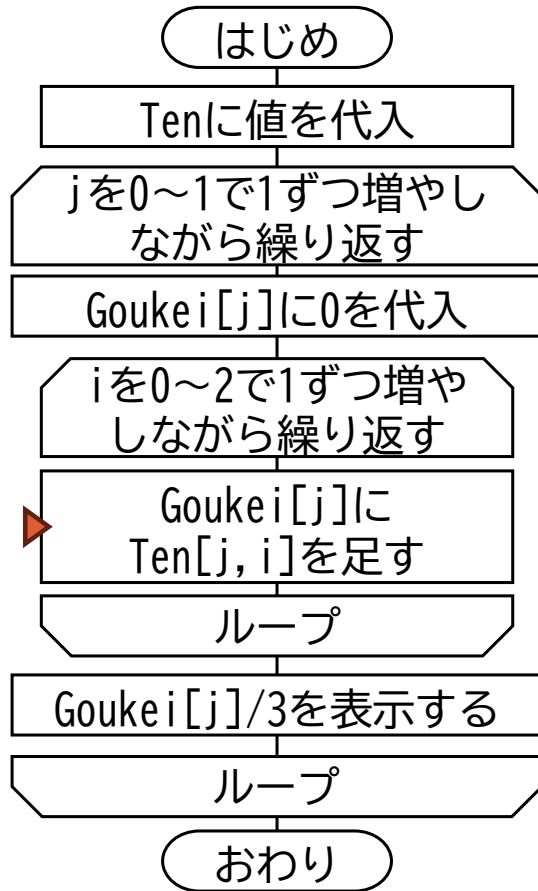 はじめ
Tenに値を代入
jを0～1で1ずつ増やし
ながら繰り返す
Goukei[j]に0を代入
iを0～2で1ずつ増や
しながら繰り返す
Goukei[j]に
Ten[j,i]を足す
ループ
Goukei[j]/3を表示する
ループ
おわり